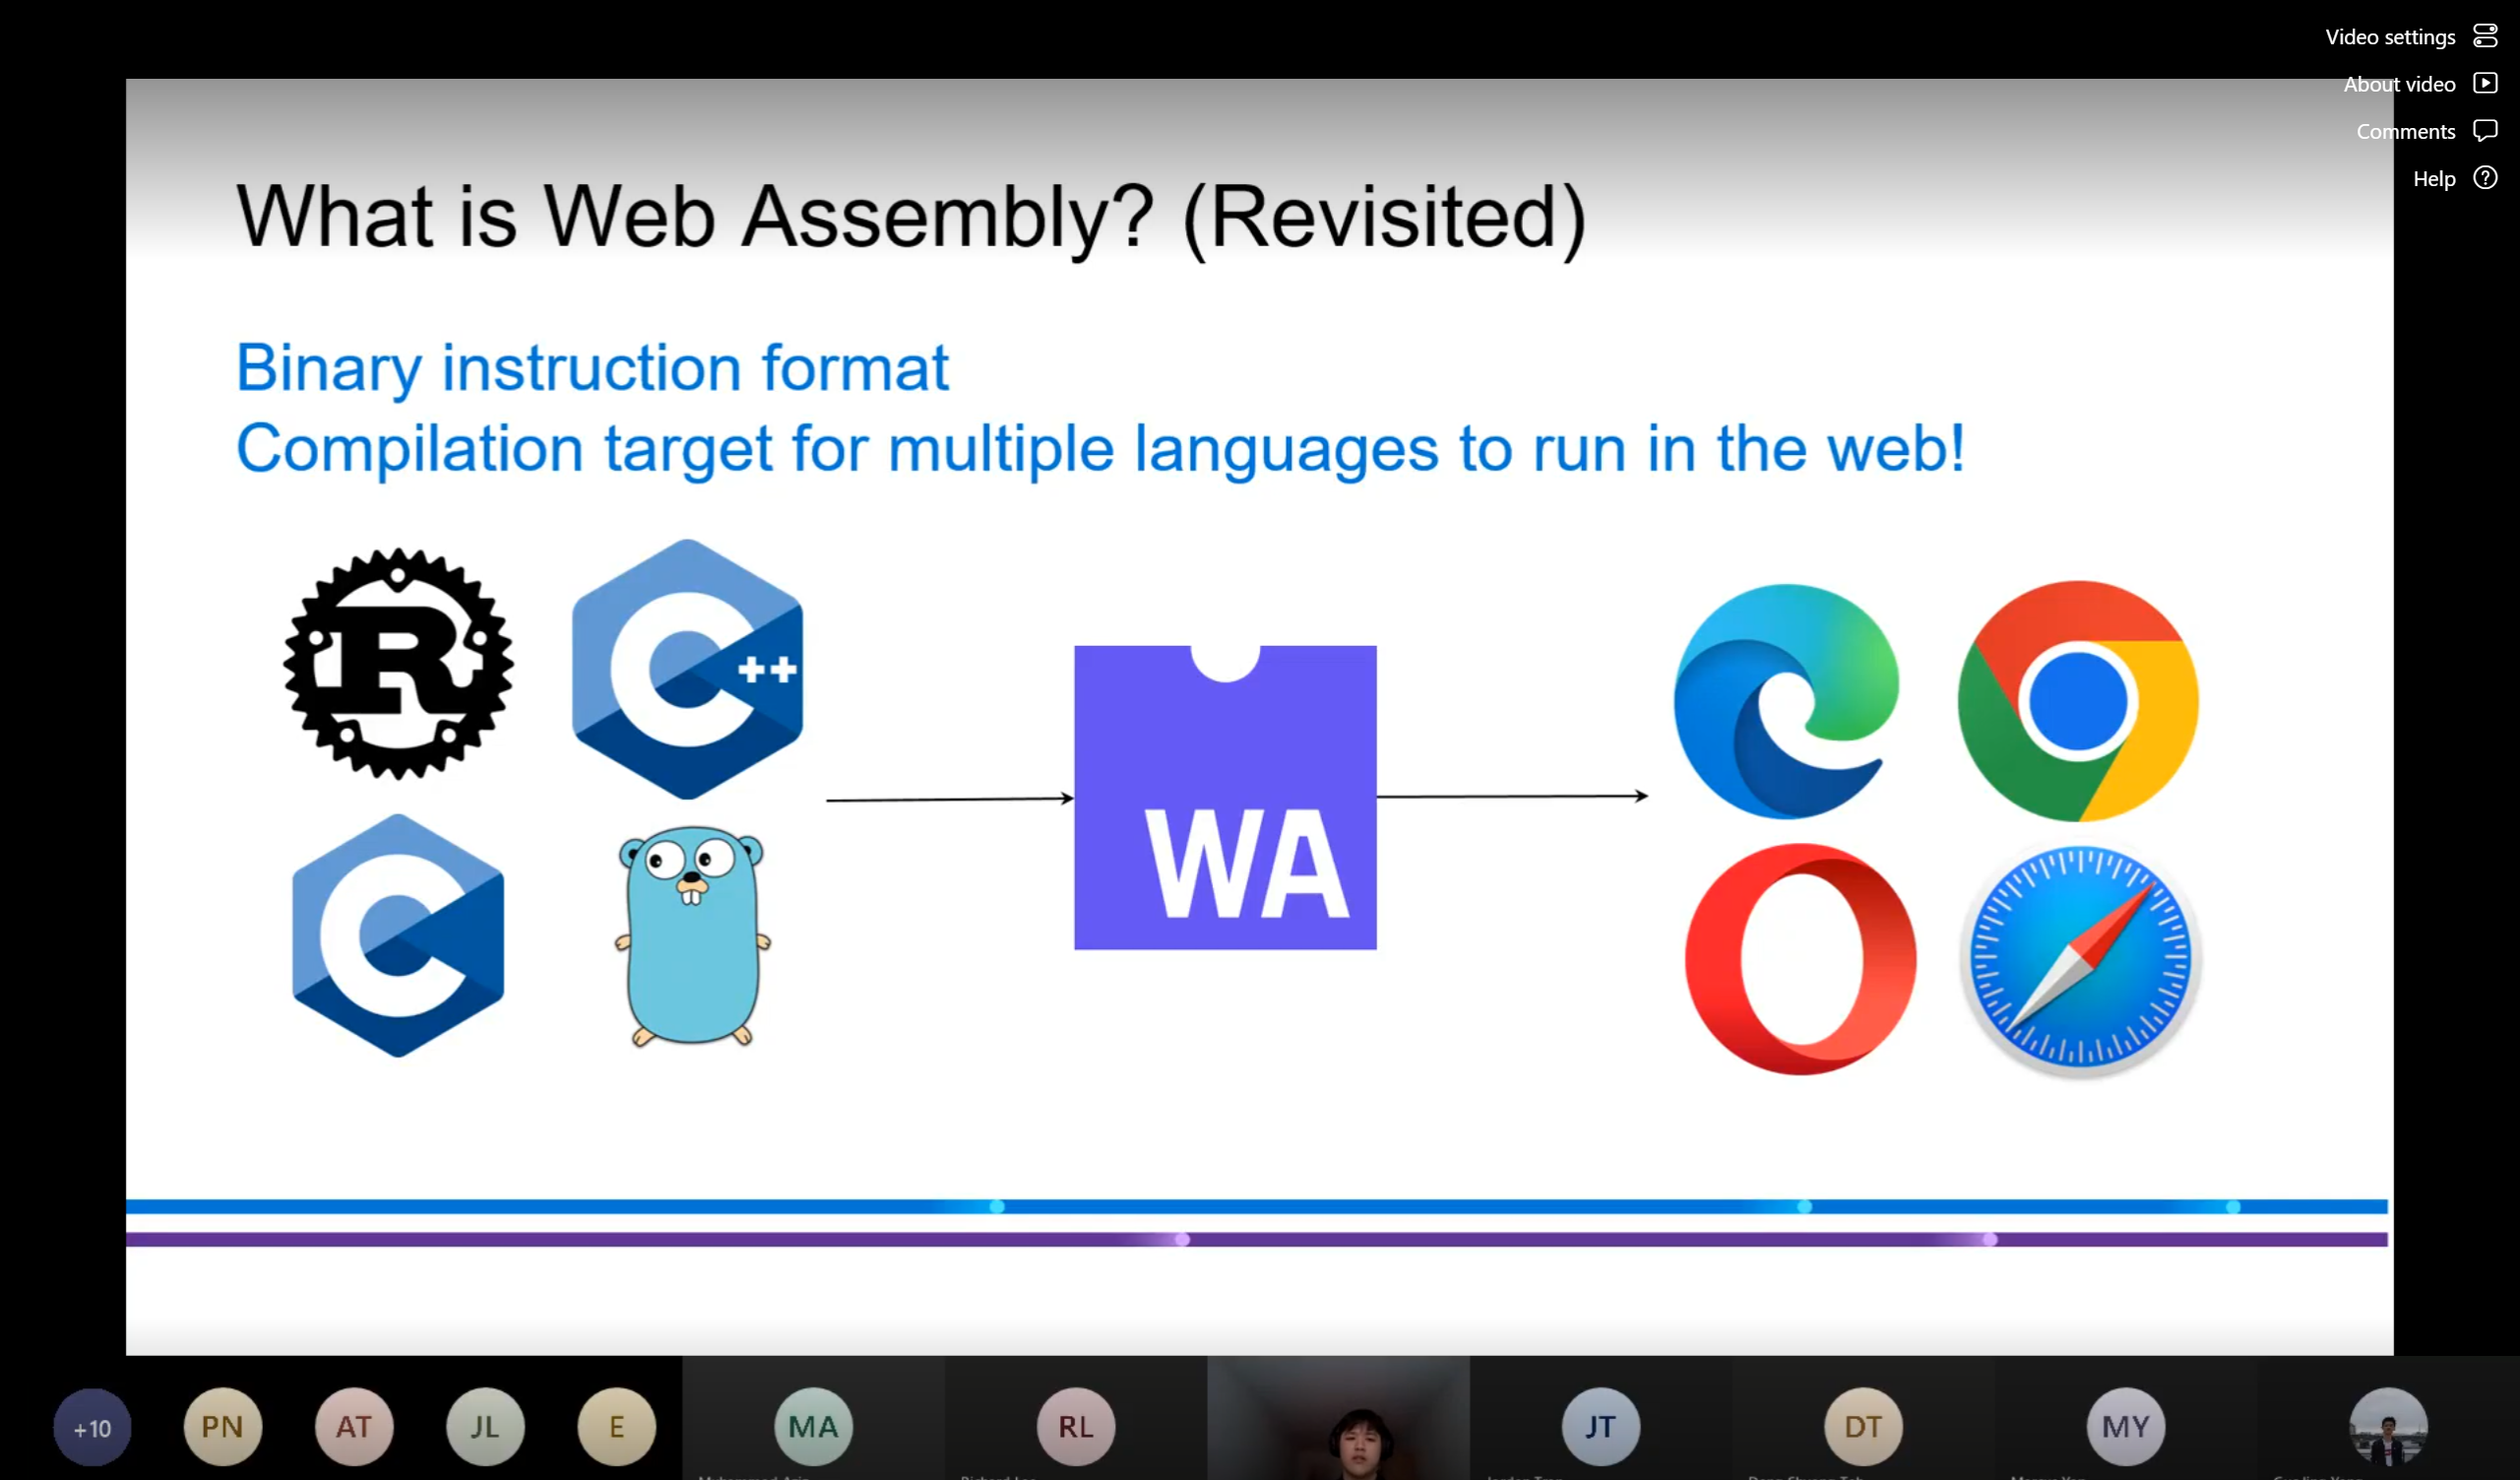 Video settings
About video
Comments
Help
What is Web Assembly? (Revisited)
Binary instruction format
Compilation target for multiple languages to run in the web!
R
C ++
C
WA
+10
PN
AT
JL
E
MA
RL
JT
DT
MY